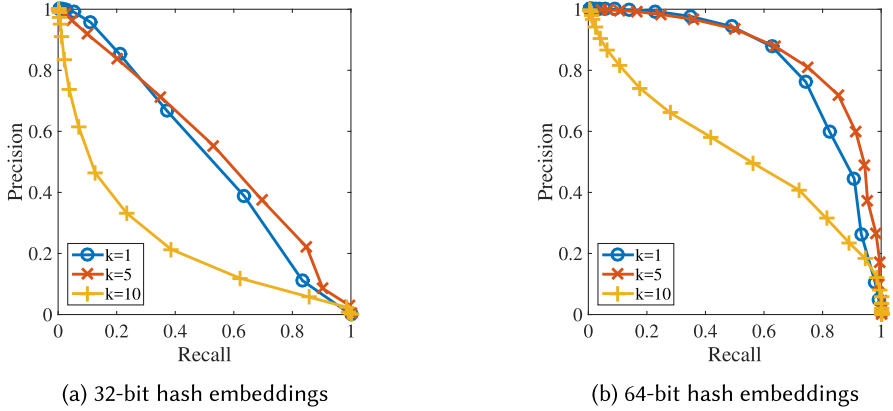 1
0.8
0.6
0.4
0.2
0
Precision
k=1
k=5
k=10
0 0.2 0.4 0.6 0.8 1
Recall
(a) 32-bit hash embeddings
1
0.8
0.6
0.4
0.2
0
Precision
k=1
k=5
k=10
0 0.2 0.4 0.6 0.8 1
Recall
(b) 64-bit hash embeddings